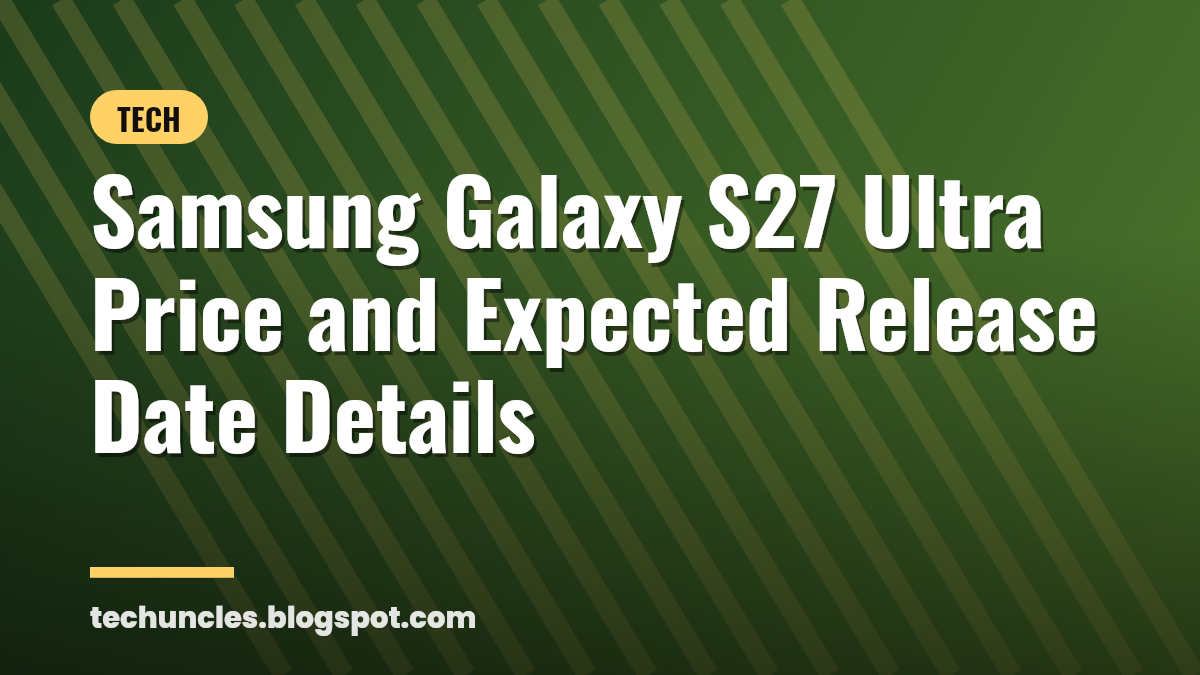 TECH
Samsung Galaxy S27 Ultra
Price and Expected Release
Date Details
techuncles.blogspot.com